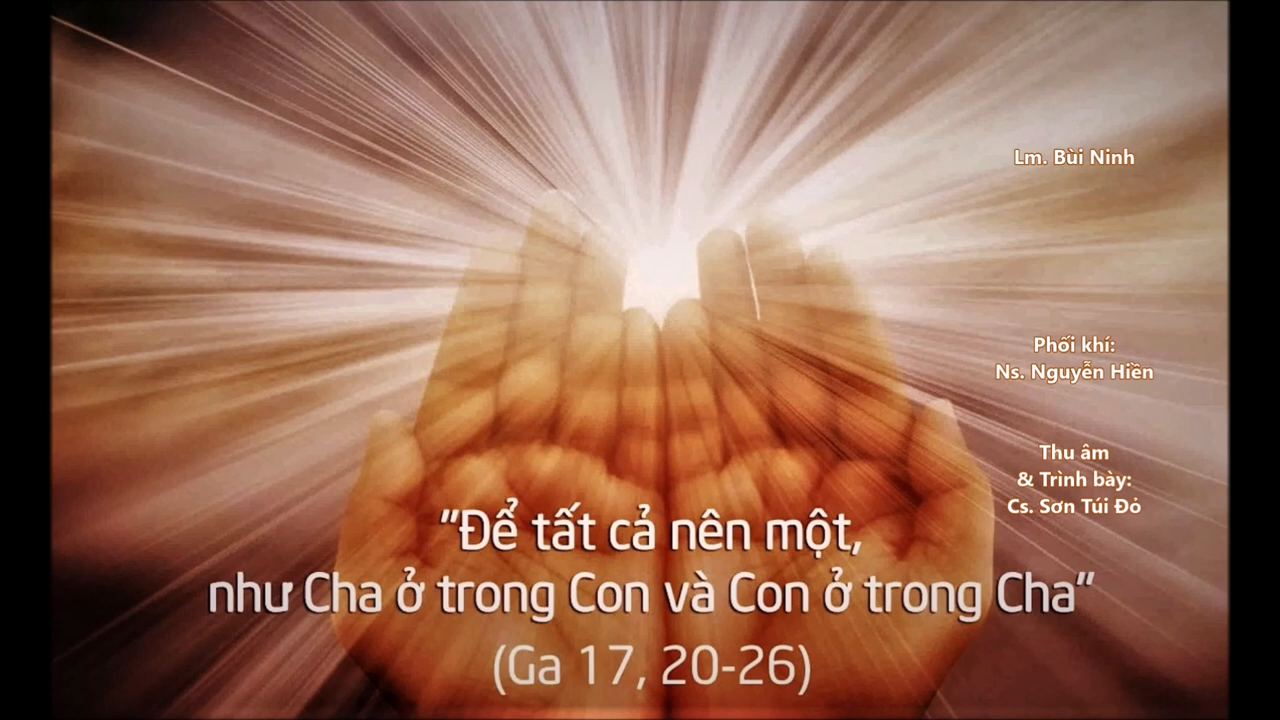 Lm. Bùi Ninh
Phối khí:
Ns. Nguyễn Hiền
Thu âm
& Trình bày:
Cs. Sơn Túi Đỏ
"Để tất cả nên một,
như Cha ở trong Con và Con ở trong Cha"
(Ga 17, 20-26)